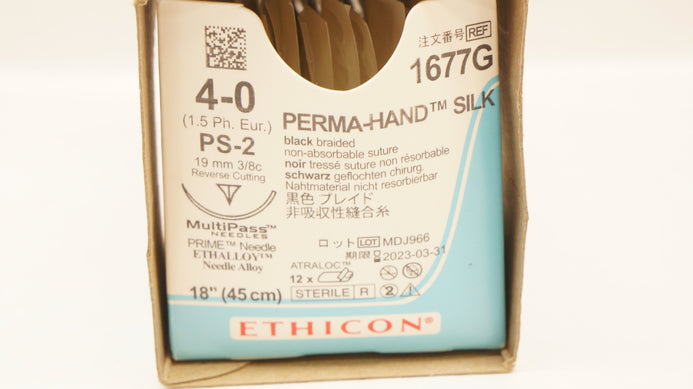 注文番号 REF
1677G
4-0
(1.5 Ph. Eur.)
PS-2
19 mm 3/8c
Reverse Cutting
MultiPass™
NEEDLES
PRIME™ Needle
ETHALLOY™
Needle Alloy
18" (45 cm)
PERMA-HAND™ SILK
black braided
non-absorbable suture
noir tressé suture non résorbable
schwarz geflochten chirurg.
Nahtmaterial nicht resorbierbar
黒色 ブレイド
非吸収性縫合糸
ロット LOT MDJ966
期限 2023-03-31
ATRALOC™
12 x
STERILE R
2
ETHICON®